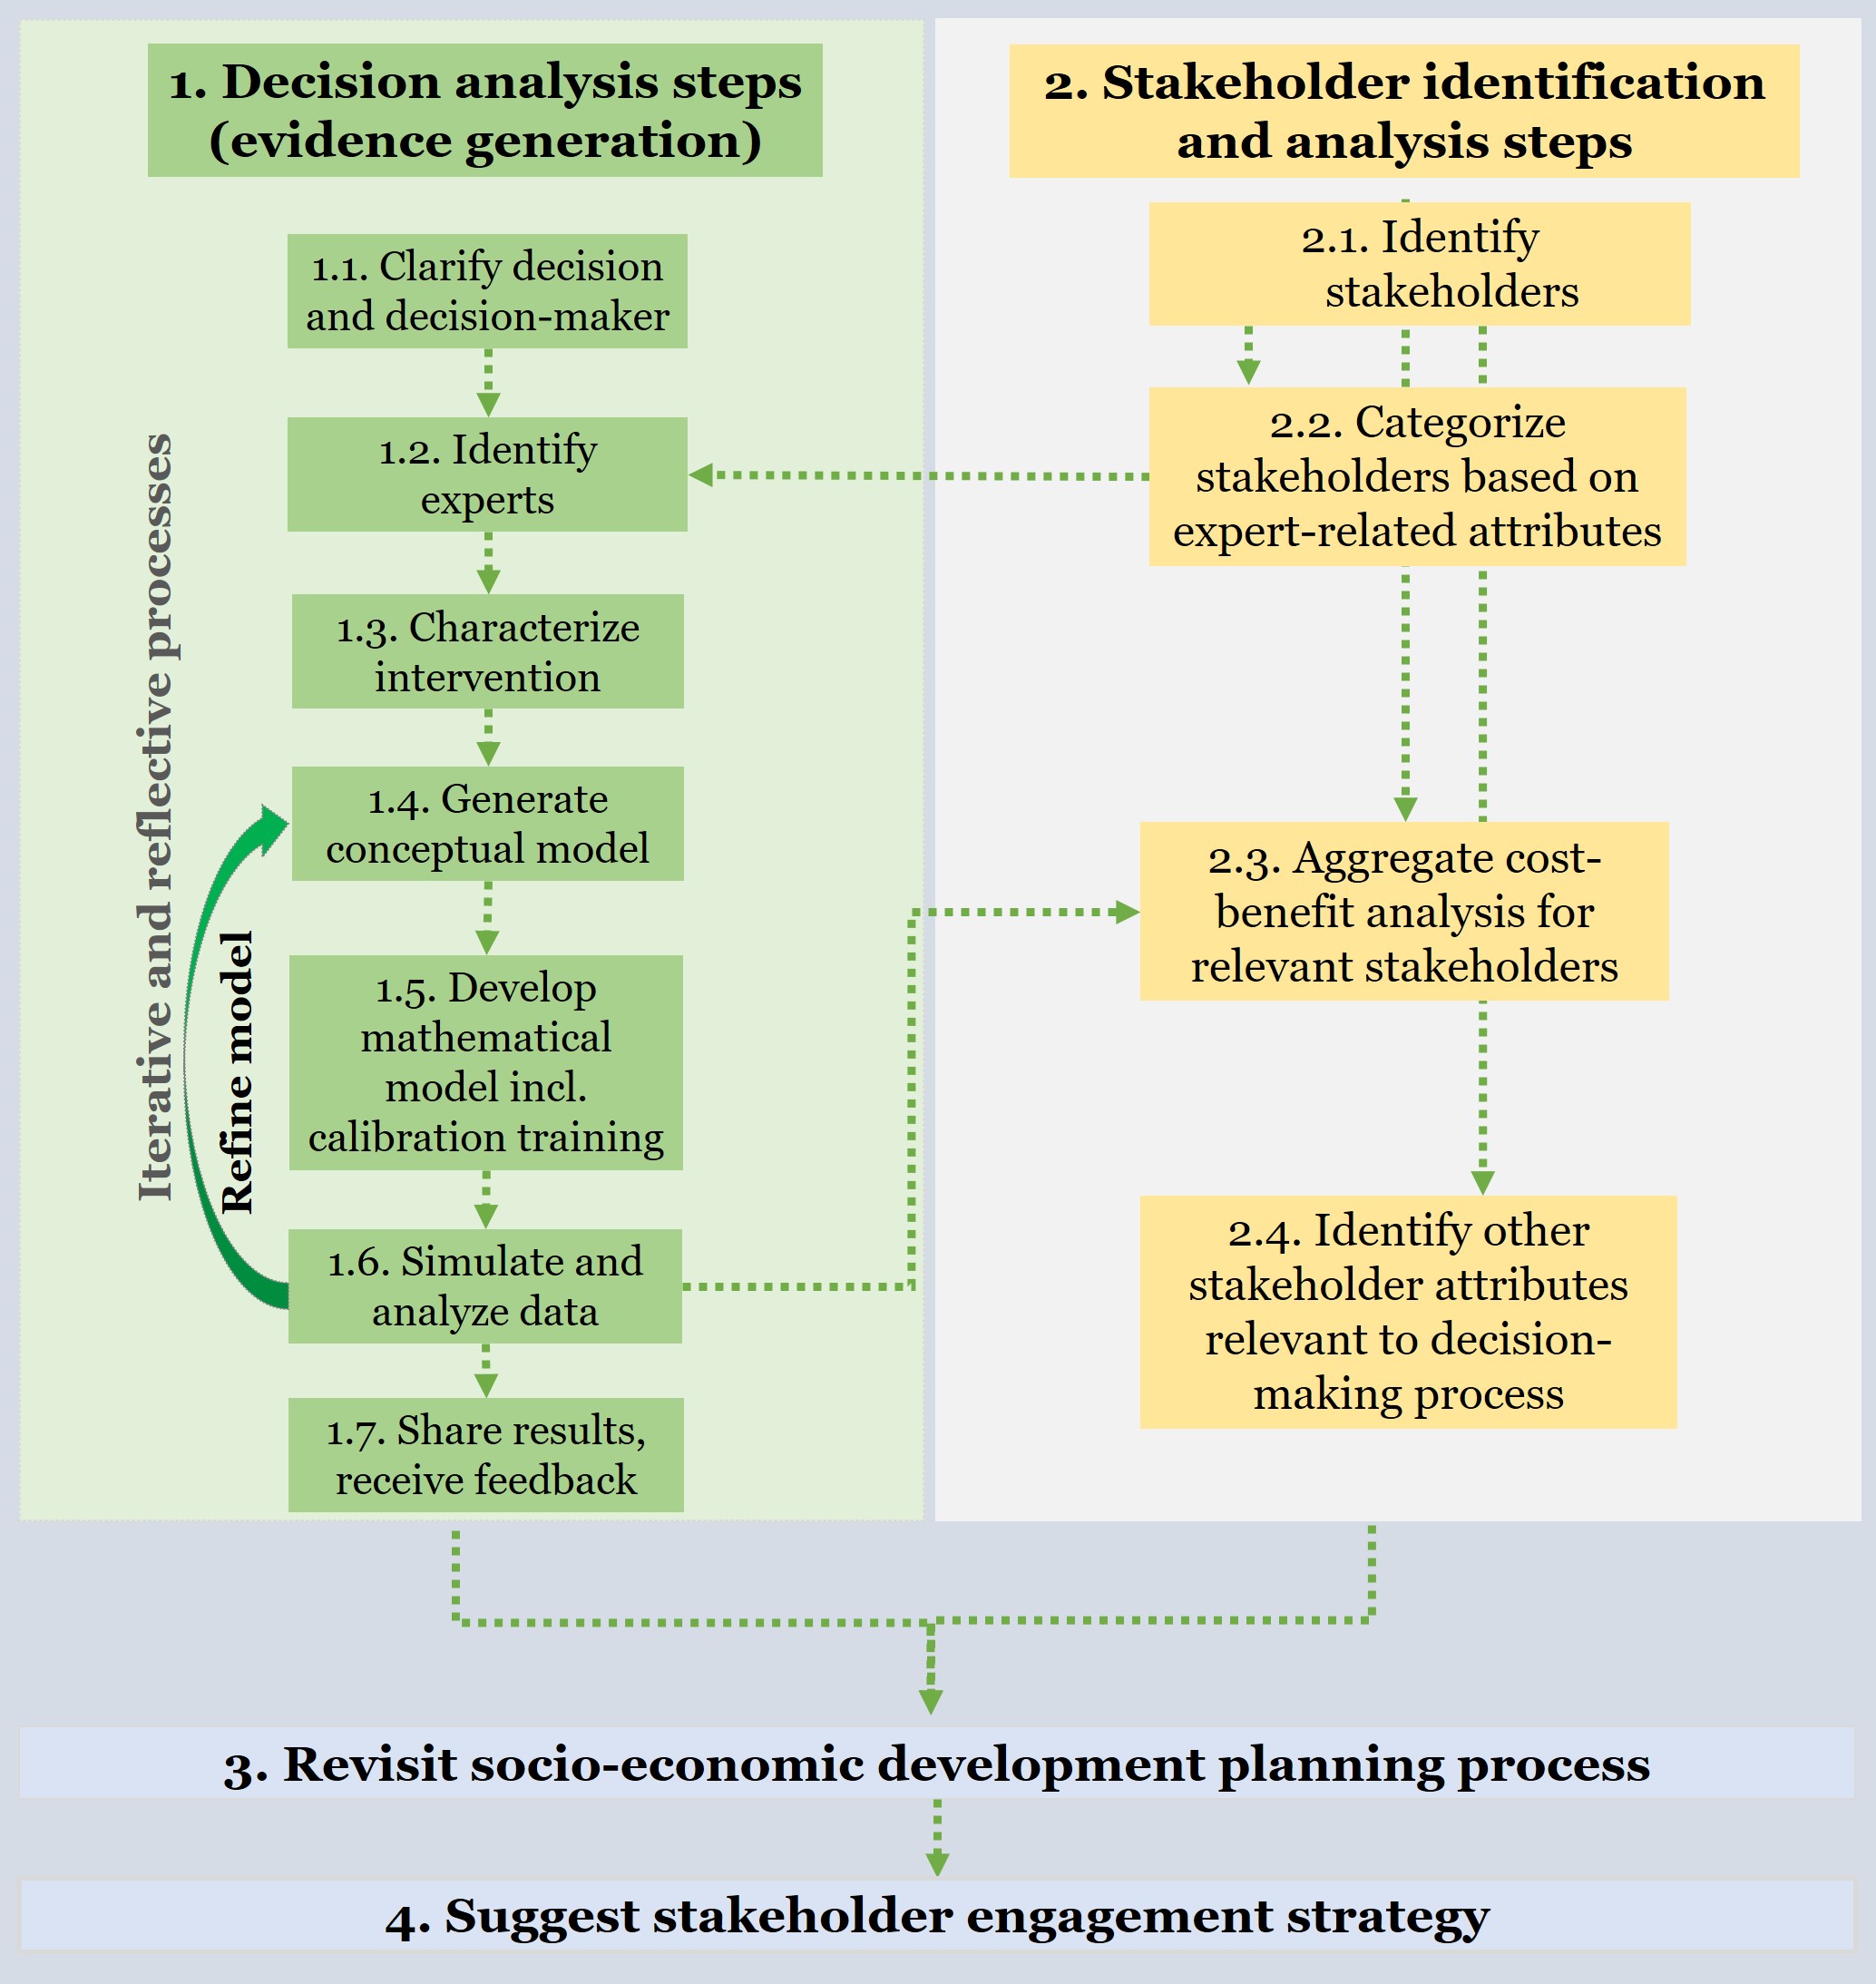 1. Decision analysis steps
(evidence generation)
1.1. Clarify decision
and decision-maker
1.2. Identify
experts
1.3. Characterize
intervention
1.4. Generate
conceptual model
1.5. Develop
mathematical
model incl.
calibration training
1.6. Simulate and
analyze data
1.7. Share results,
receive feedback
Iterative and reflective processes
Refine model
2. Stakeholder identification
and analysis steps
2.1. Identify
stakeholders
2.2. Categorize
stakeholders based on
expert-related attributes
2.3. Aggregate cost-
benefit analysis for
relevant stakeholders
2.4. Identify other
stakeholder attributes
relevant to decision-
making process
3. Revisit socio-economic development planning process
4. Suggest stakeholder engagement strategy